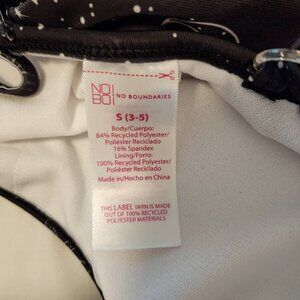 NO
BO
NO BOUNDARIES
S (3-5)
Body/Cuerpo:
84% Recycled Polyester/
Poliéster Reciclado
16% Spandex
Lining/Forro:
100% Recycled Polyester/
Poliéster Reciclado
Made in/Hecho en China
THIS LABEL YARN IS MADE
OUT OF 100% RECYCLED
POLYESTER MATERIALS